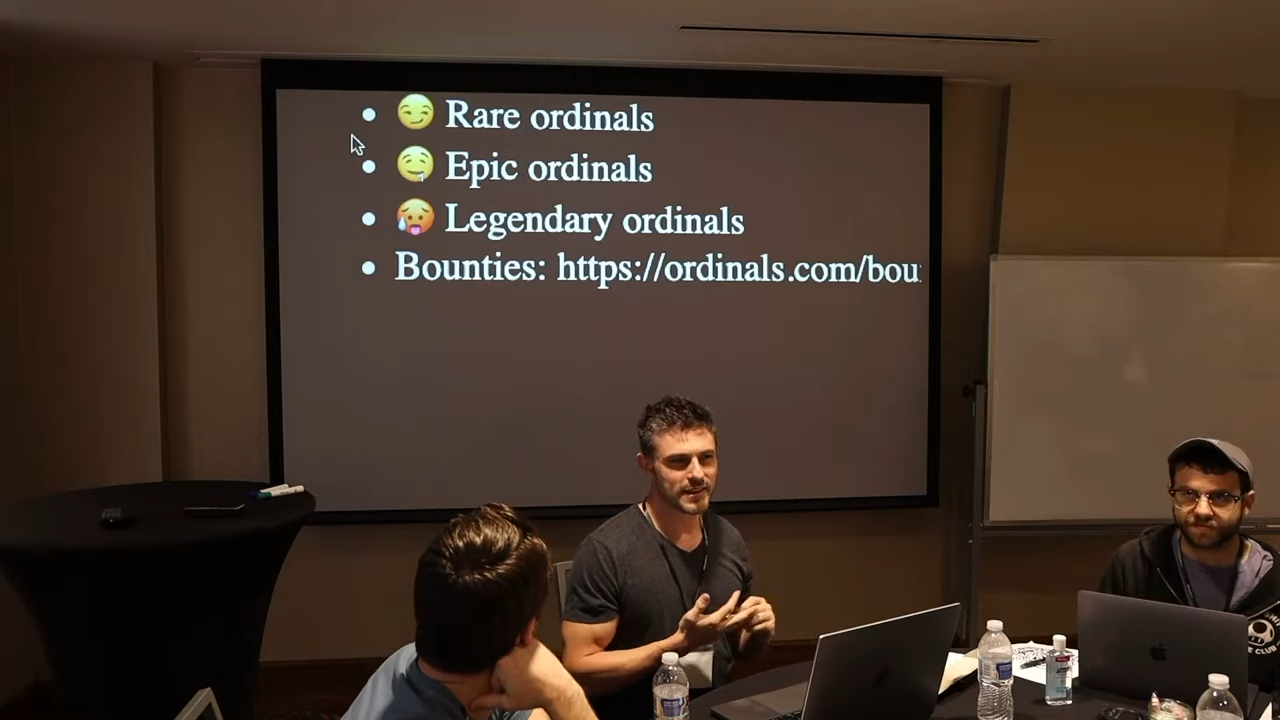 • 😏 Rare ordinals
• 🤤 Epic ordinals
• 🥵 Legendary ordinals
• Bounties: https://ordinals.com/bou